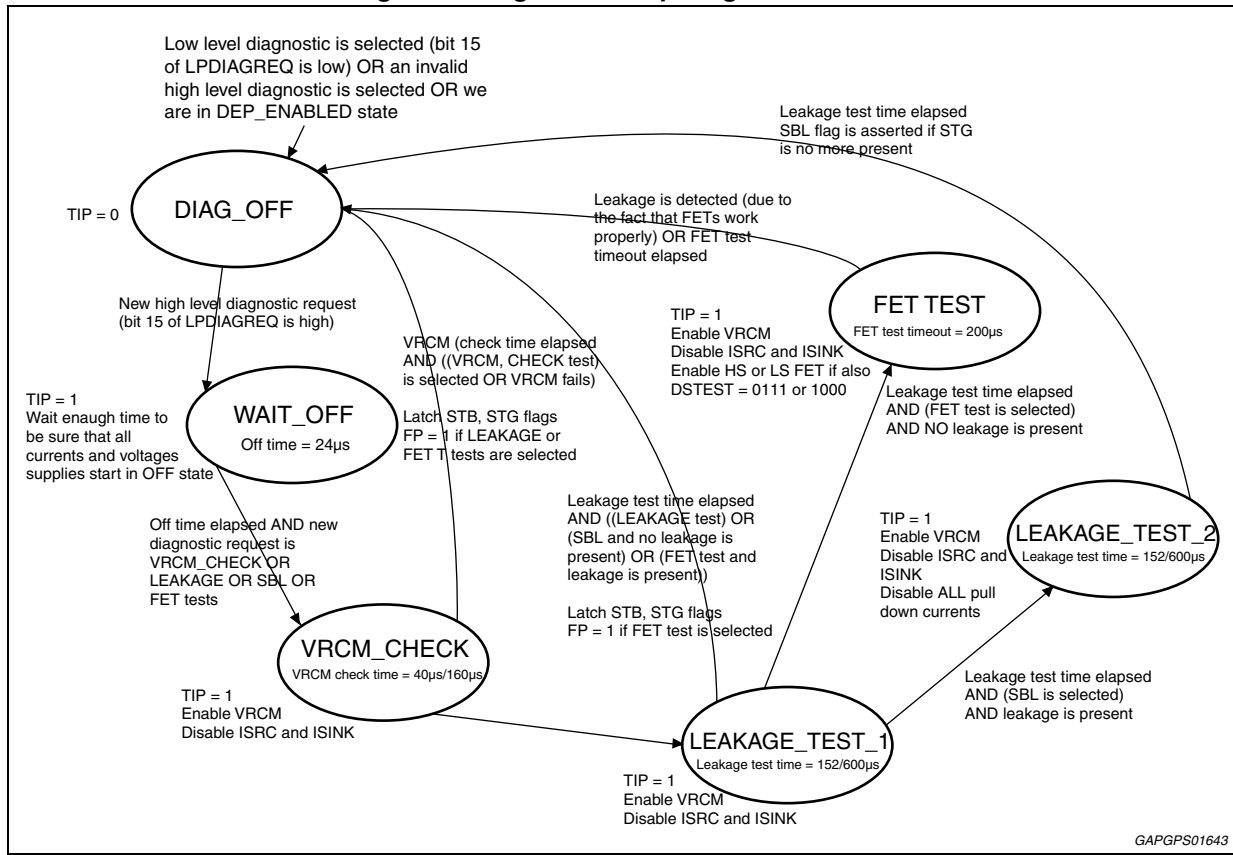 Low level diagnostic is selected (bit 15
of LPDIAGREQ is low) OR an invalid
high level diagnostic is selected OR we
are in DEP_ENABLED state
Leakage test time elapsed
SBL flag is asserted if STG
is no more present
TIP = 0
DIAG_OFF
Leakage is detected (due to
the fact that FETs work
properly) OR FET test
timeout elapsed
New high level diagnostic request
(bit 15 of LPDIAGREQ is high)
TIP = 1
Enable VRCM
Disable ISRC and ISINK
Enable HS or LS FET if also
DSTEST = 0111 or 1000
FET TEST
FET test timeout = 200µs
VRCM (check time elapsed
AND ((VRCM, CHECK test)
is selected OR VRCM fails)
Latch STB, STG flags
FP = 1 if LEAKAGE or
FET T tests are selected
TIP = 1
Wait enaugh time to
be sure that all
currents and voltages
supplies start in OFF state
WAIT_OFF
Off time = 24µs
Leakage test time elapsed
AND (FET test is selected)
AND NO leakage is present
Off time elapsed AND new
diagnostic request is
VRCM_CHECK OR
LEAKAGE OR SBL OR
FET tests
Leakage test time elapsed
AND ((LEAKAGE test) OR
(SBL and no leakage is
present) OR (FET test and
leakage is present))
Latch STB, STG flags
FP = 1 if FET test is selected
TIP = 1
Enable VRCM
Disable ISRC and
ISINK
Disable ALL pull
down currents
LEAKAGE_TEST_2
Leakage test time = 152/600µs
VRCM_CHECK
VRCM check time = 40µs/160µs
TIP = 1
Enable VRCM
Disable ISRC and ISINK
Leakage test time elapsed
AND (SBL is selected)
AND leakage is present
LEAKAGE_TEST_1
Leakage test time = 152/600µs
TIP = 1
Enable VRCM
Disable ISRC and ISINK
GAPGPS01643